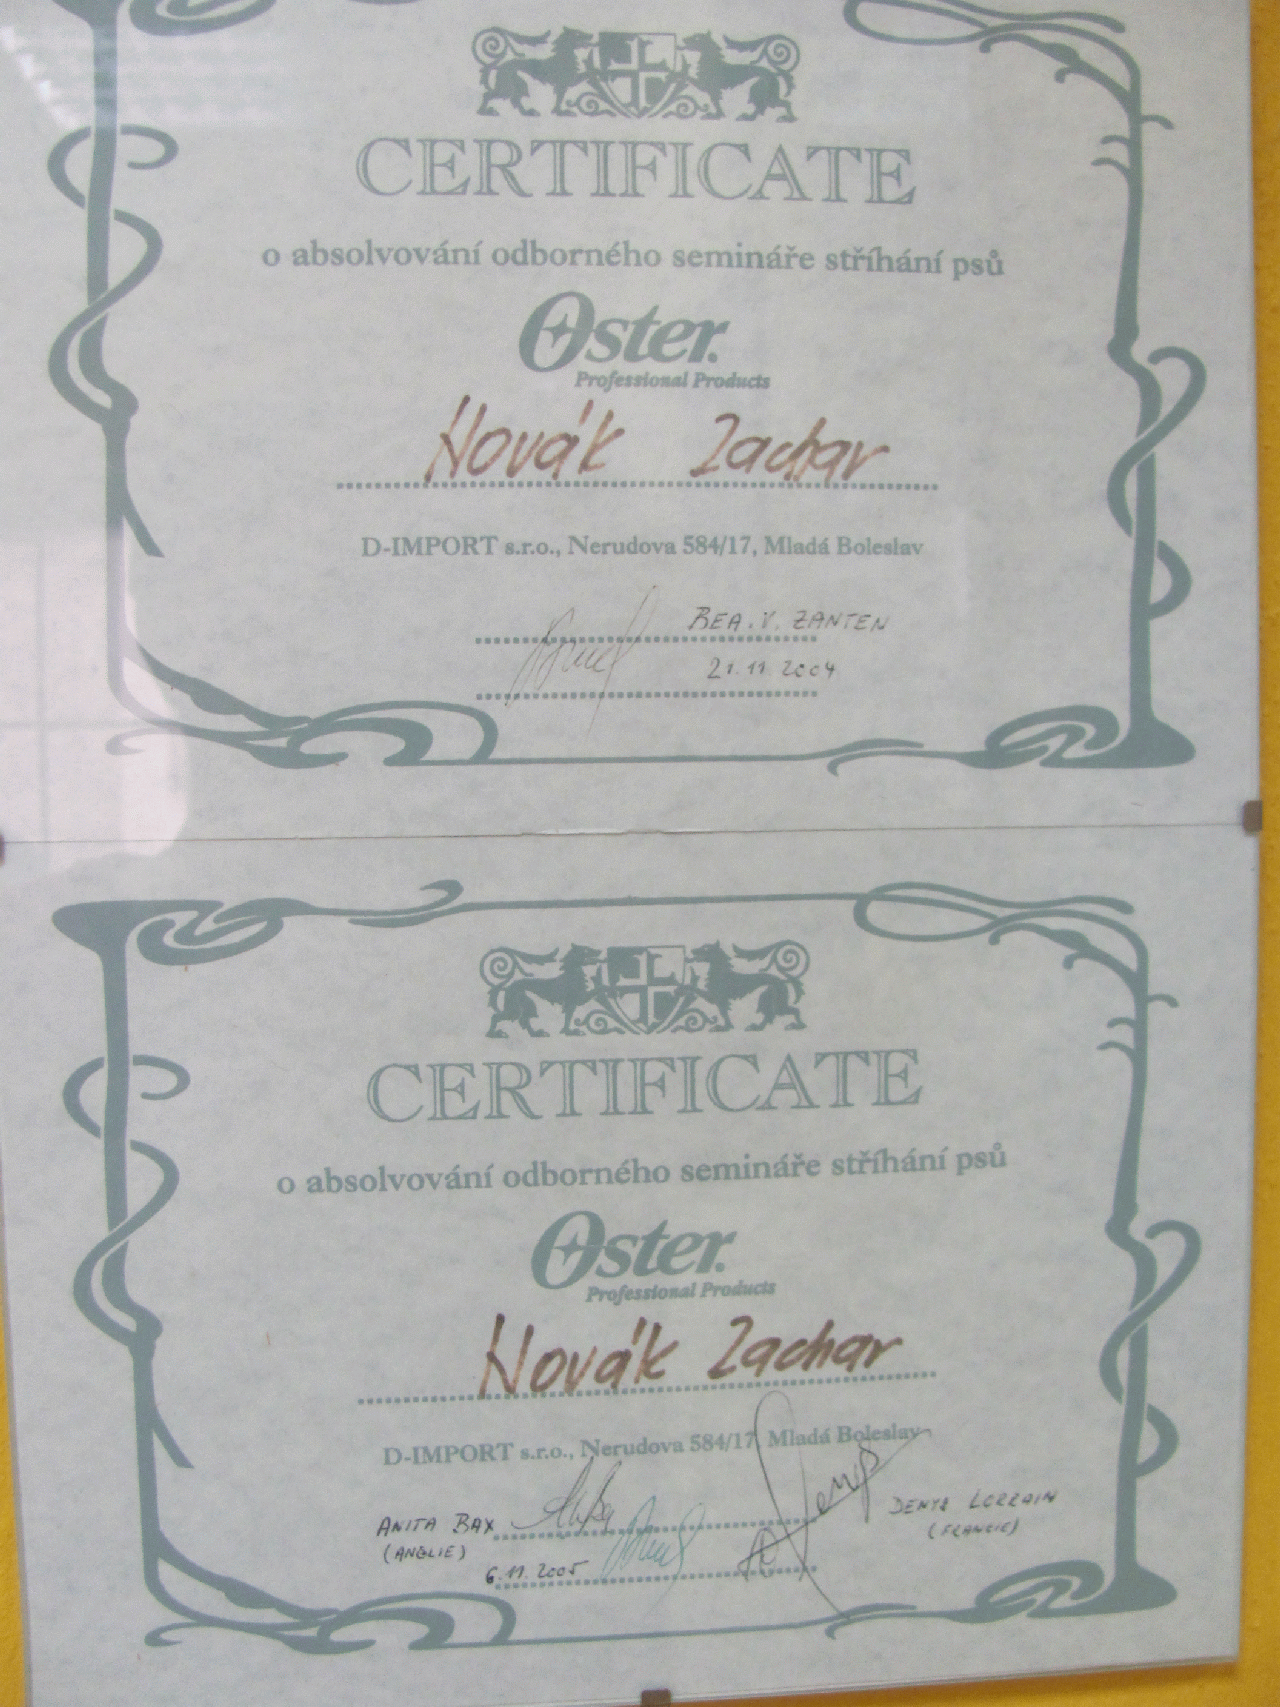 CERTIFICATE
o absolvování odborného semináře stříhání psů
Oster.
Professional Products
Novák Zachar
D-IMPORT s.r.o., Nerudova 584/17, Mladá Boleslav
BEA. V. ZANTEN
21.11.2004
CERTIFICATE
o absolvování odborného semináře stříhání psů
Oster.
Professional Products
Novák Zachar
D-IMPORT s.r.o., Nerudova 584/17, Mladá Boleslav
ANITA BAX
(ANGLIE)
DENYS LORRAIN
(FRANCIE)
6.11.2005